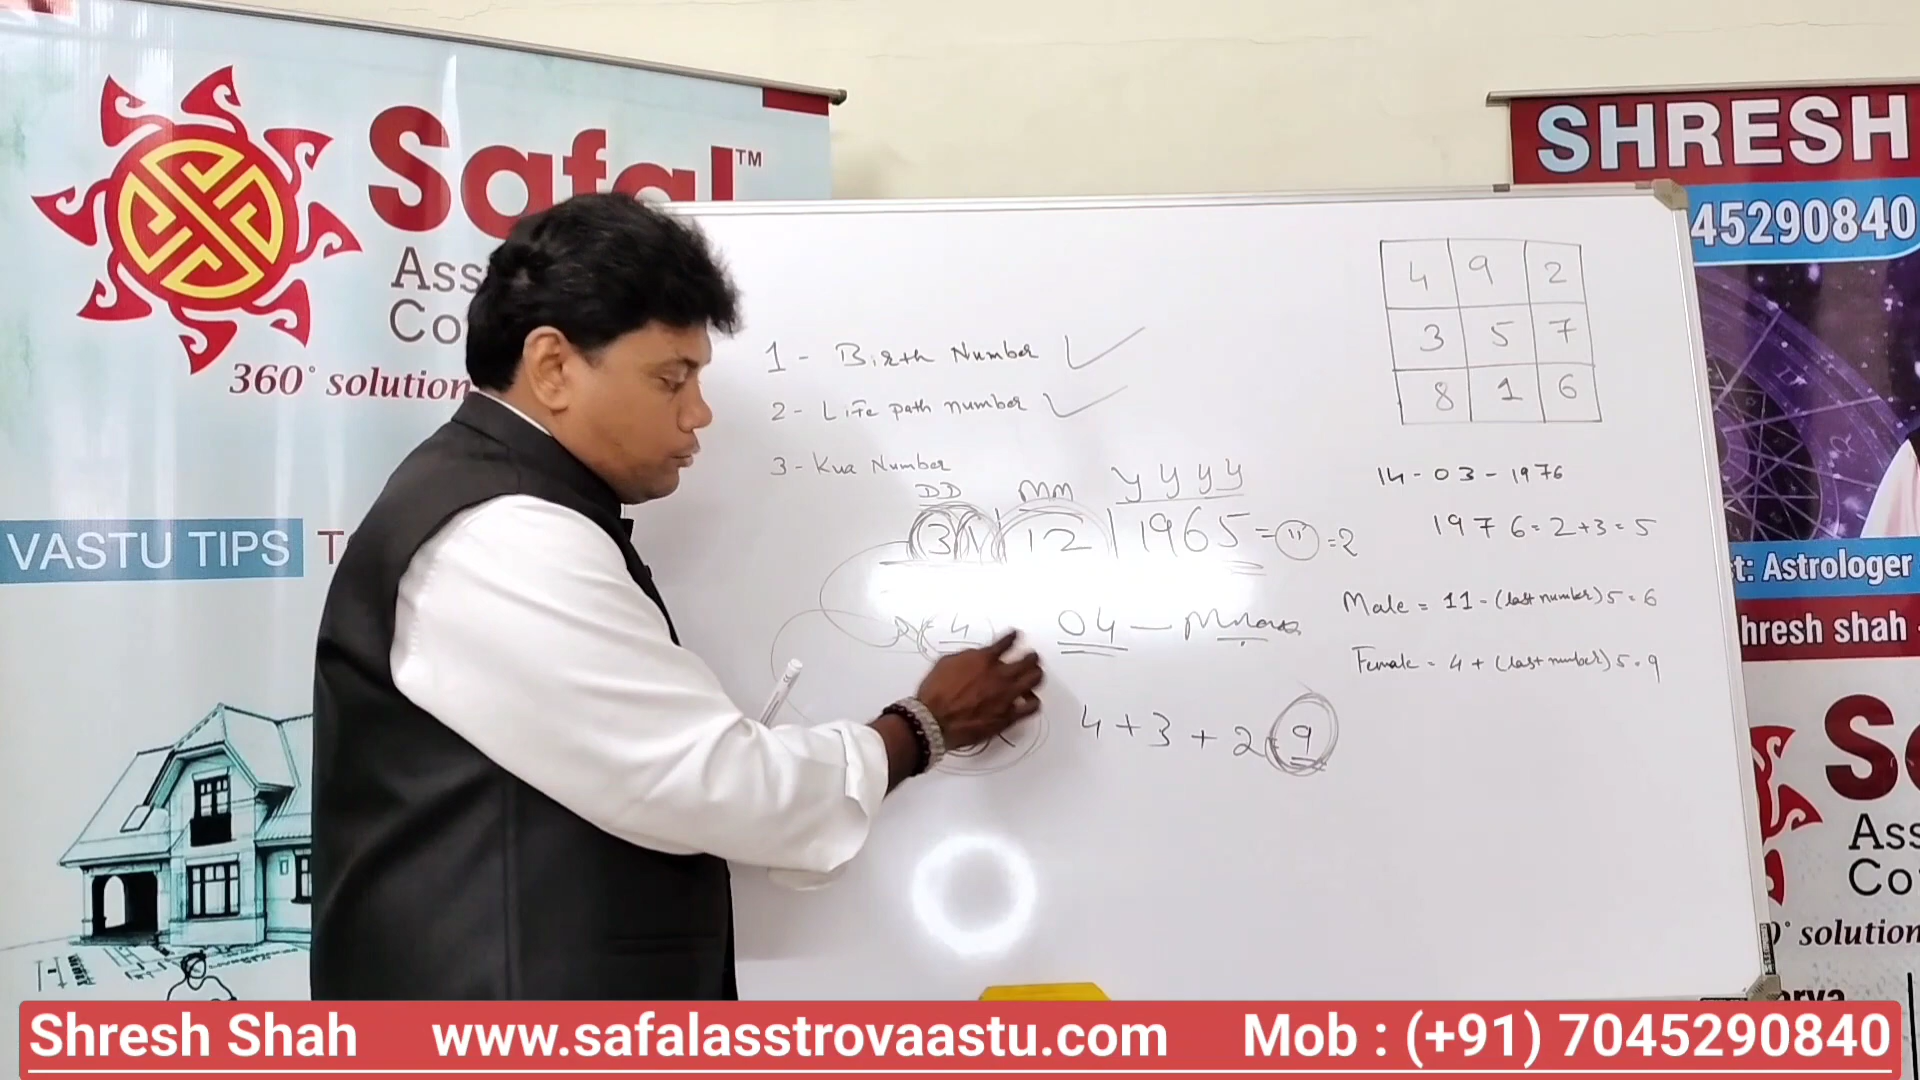 Safal™
Ass
Co
360° solution
VASTU TIPS
1 - Birth Number
2 - Life path number
3 - Kua Number
DD MM YYYY
31 12 1965 = 11 = 2
4 04
4 + 3 + 2 = 9
4 9 2
3 5 7
8 1 6
14 - 03 - 1976
1976 = 2+3 = 5
Male = 11 - (last number) 5 = 6
Female = 4 + (last number) 5 = 9
SHRESH
45290840
t: Astrologer
hresh shah
S
Ass
Co
0° solution
Shresh Shah www.safalasstrovaastu.com Mob : (+91) 7045290840